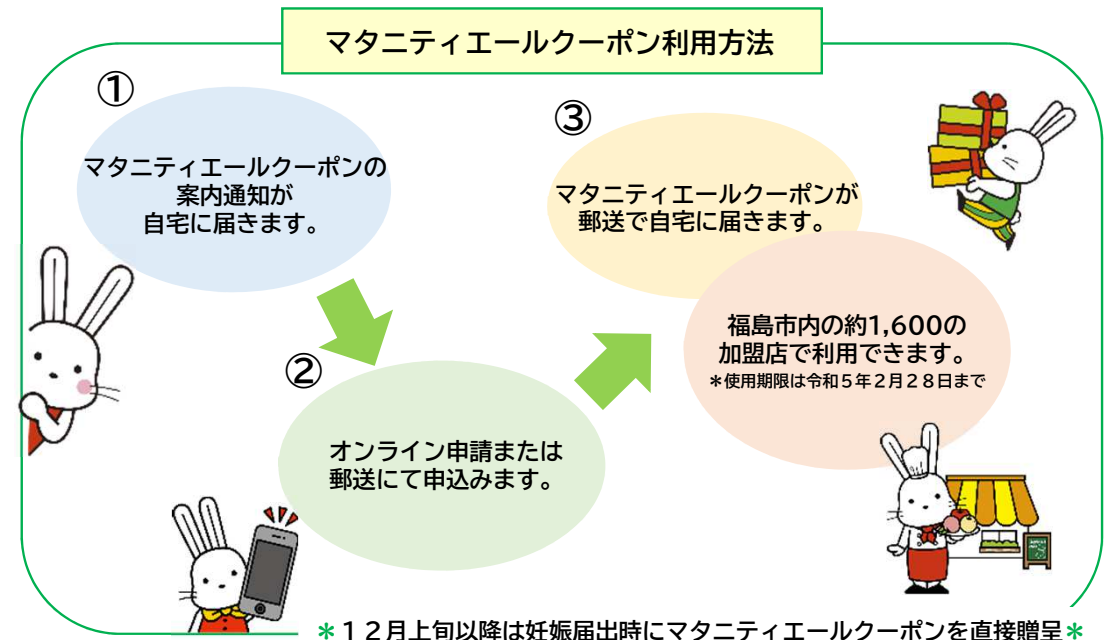 マタニティエールクーポン利用方法
①
マタニティエールクーポンの
案内通知が
自宅に届きます。
②
オンライン申請または
郵送にて申込みます。
③
マタニティエールクーポンが
郵送で自宅に届きます。
福島市内の約1,600の
加盟店で利用できます。
＊使用期限は令和５年２月２８日まで
＊１２月上旬以降は妊娠届出時にマタニティエールクーポンを直接贈呈＊